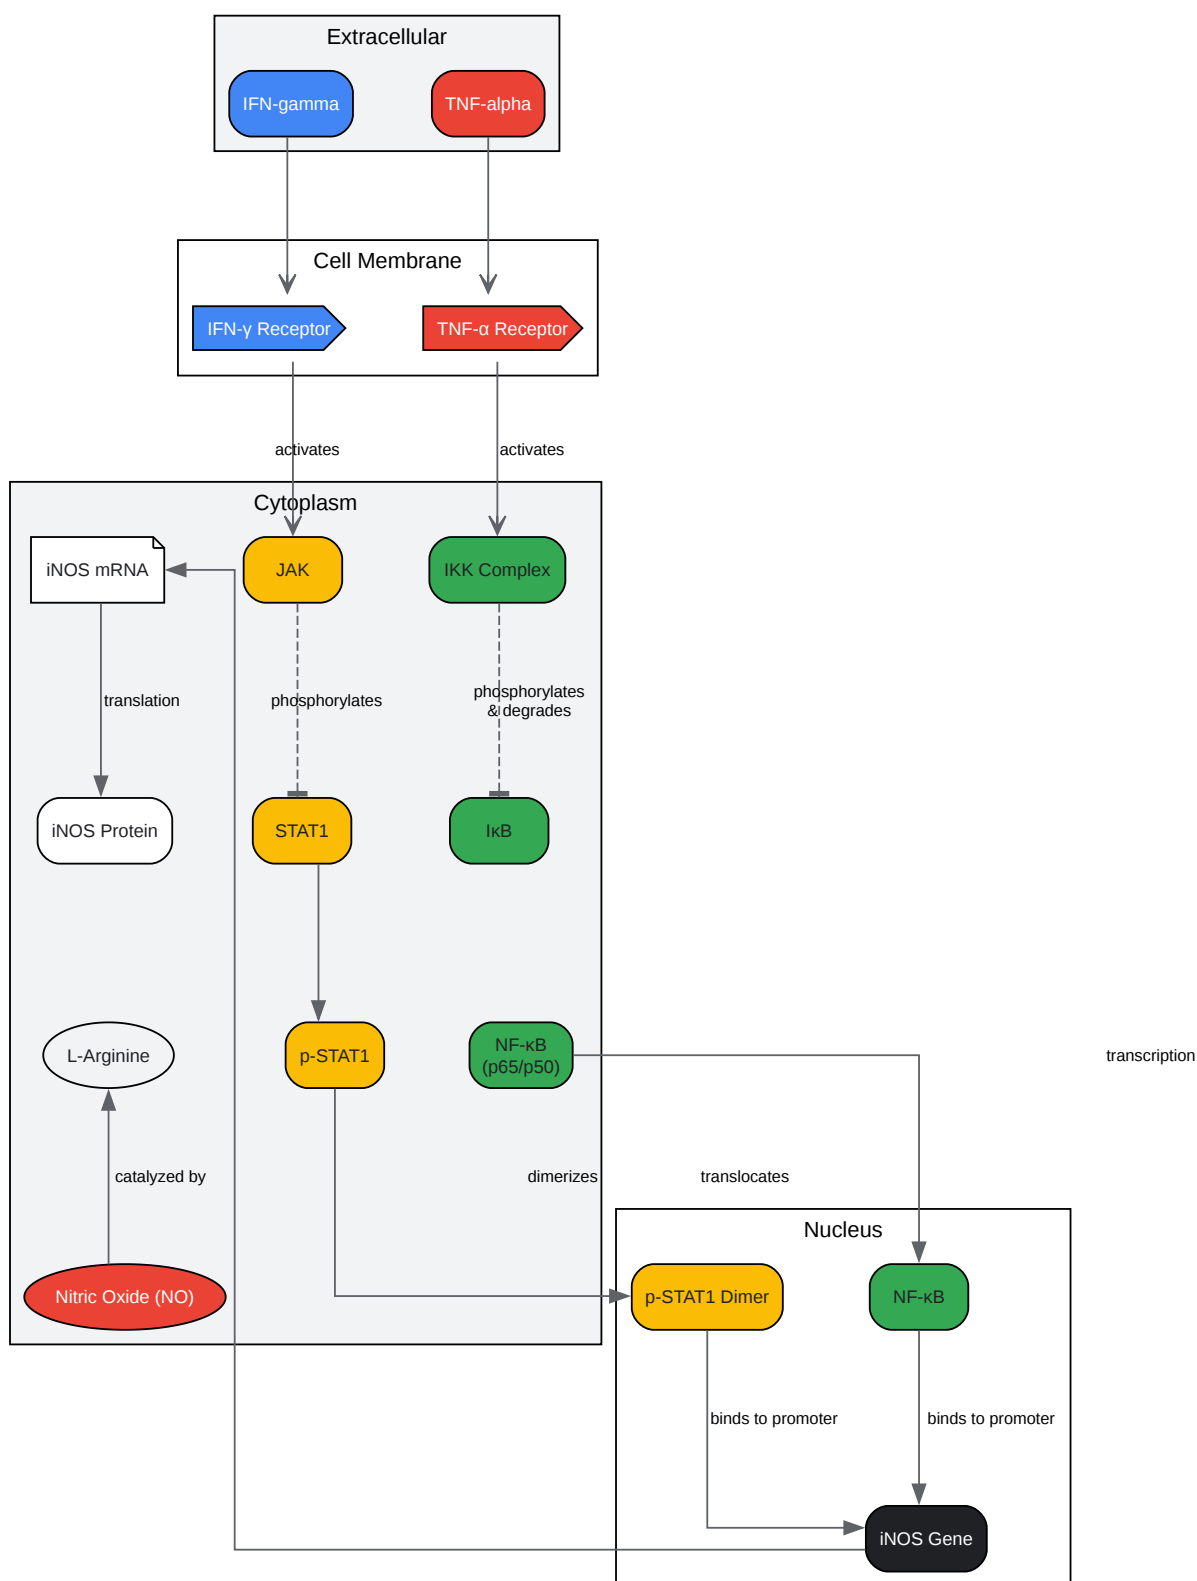 Extracellular
IFN-gamma
TNF-alpha
Cell Membrane
IFN-γ Receptor
TNF-α Receptor
activates
activates
Cytoplasm
iNOS mRNA
JAK
IKK Complex
translation
phosphorylates
phosphorylates
& degrades
iNOS Protein
STAT1
IκB
L-Arginine
p-STAT1
NF-κB
(p65/p50)
transcription
catalyzed by
dimerizes
translocates
Nucleus
Nitric Oxide (NO)
p-STAT1 Dimer
NF-κB
binds to promoter
binds to promoter
iNOS Gene